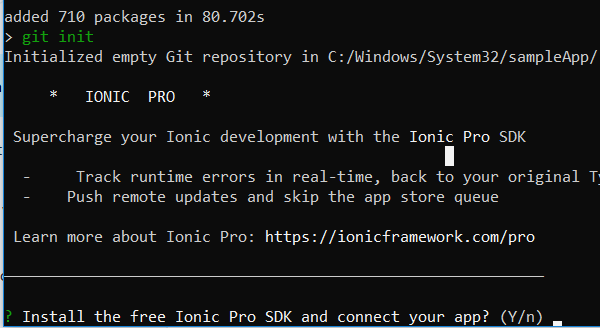 added 710 packages in 80.702s
> git init
Initialized empty Git repository in C:/Windows/System32/sampleApp/
* IONIC PRO *
Supercharge your Ionic development with the Ionic Pro SDK
- Track runtime errors in real-time, back to your original Ty
- Push remote updates and skip the app store queue
Learn more about Ionic Pro: https://ionicframework.com/pro
? Install the free Ionic Pro SDK and connect your app? (Y/n)